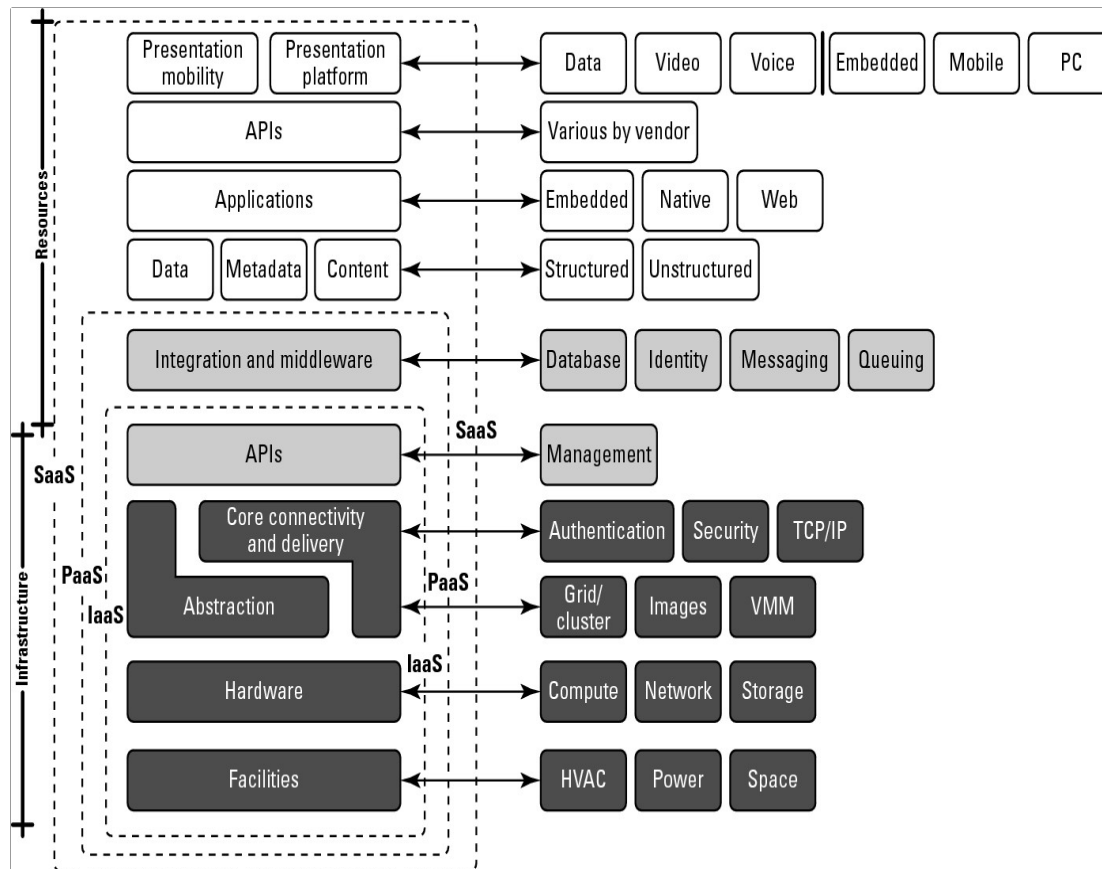 Presentation
mobility
Presentation
platform
Data
Video
Voice
Embedded
Mobile
PC
APIs
Various by vendor
Applications
Embedded
Native
Web
Resources
Data
Metadata
Content
Structured
Unstructured
Integration and middleware
Database
Identity
Messaging
Queuing
APIs
SaaS
Management
SaaS
Core connectivity
and delivery
Authentication
Security
TCP/IP
PaaS
IaaS
Abstraction
PaaS
Grid/
cluster
Images
VMM
Infrastructure
IaaS
Hardware
Compute
Network
Storage
Facilities
HVAC
Power
Space